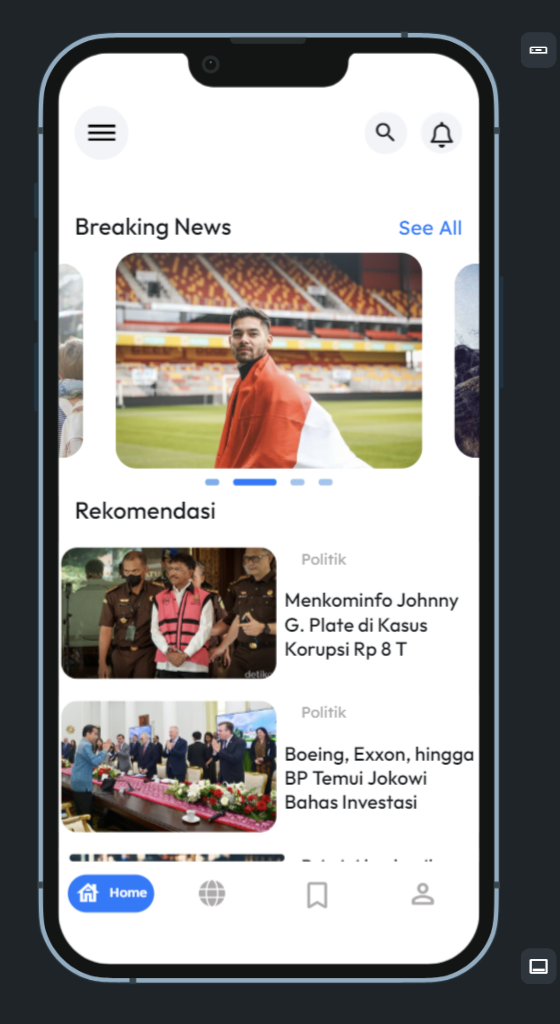 Breaking News
See All
Rekomendasi
Politik
Menkominfo Johnny
G. Plate di Kasus
Korupsi Rp 8 T
detik
Politik
Boeing, Exxon, hingga
BP Temui Jokowi
Bahas Investasi
Home